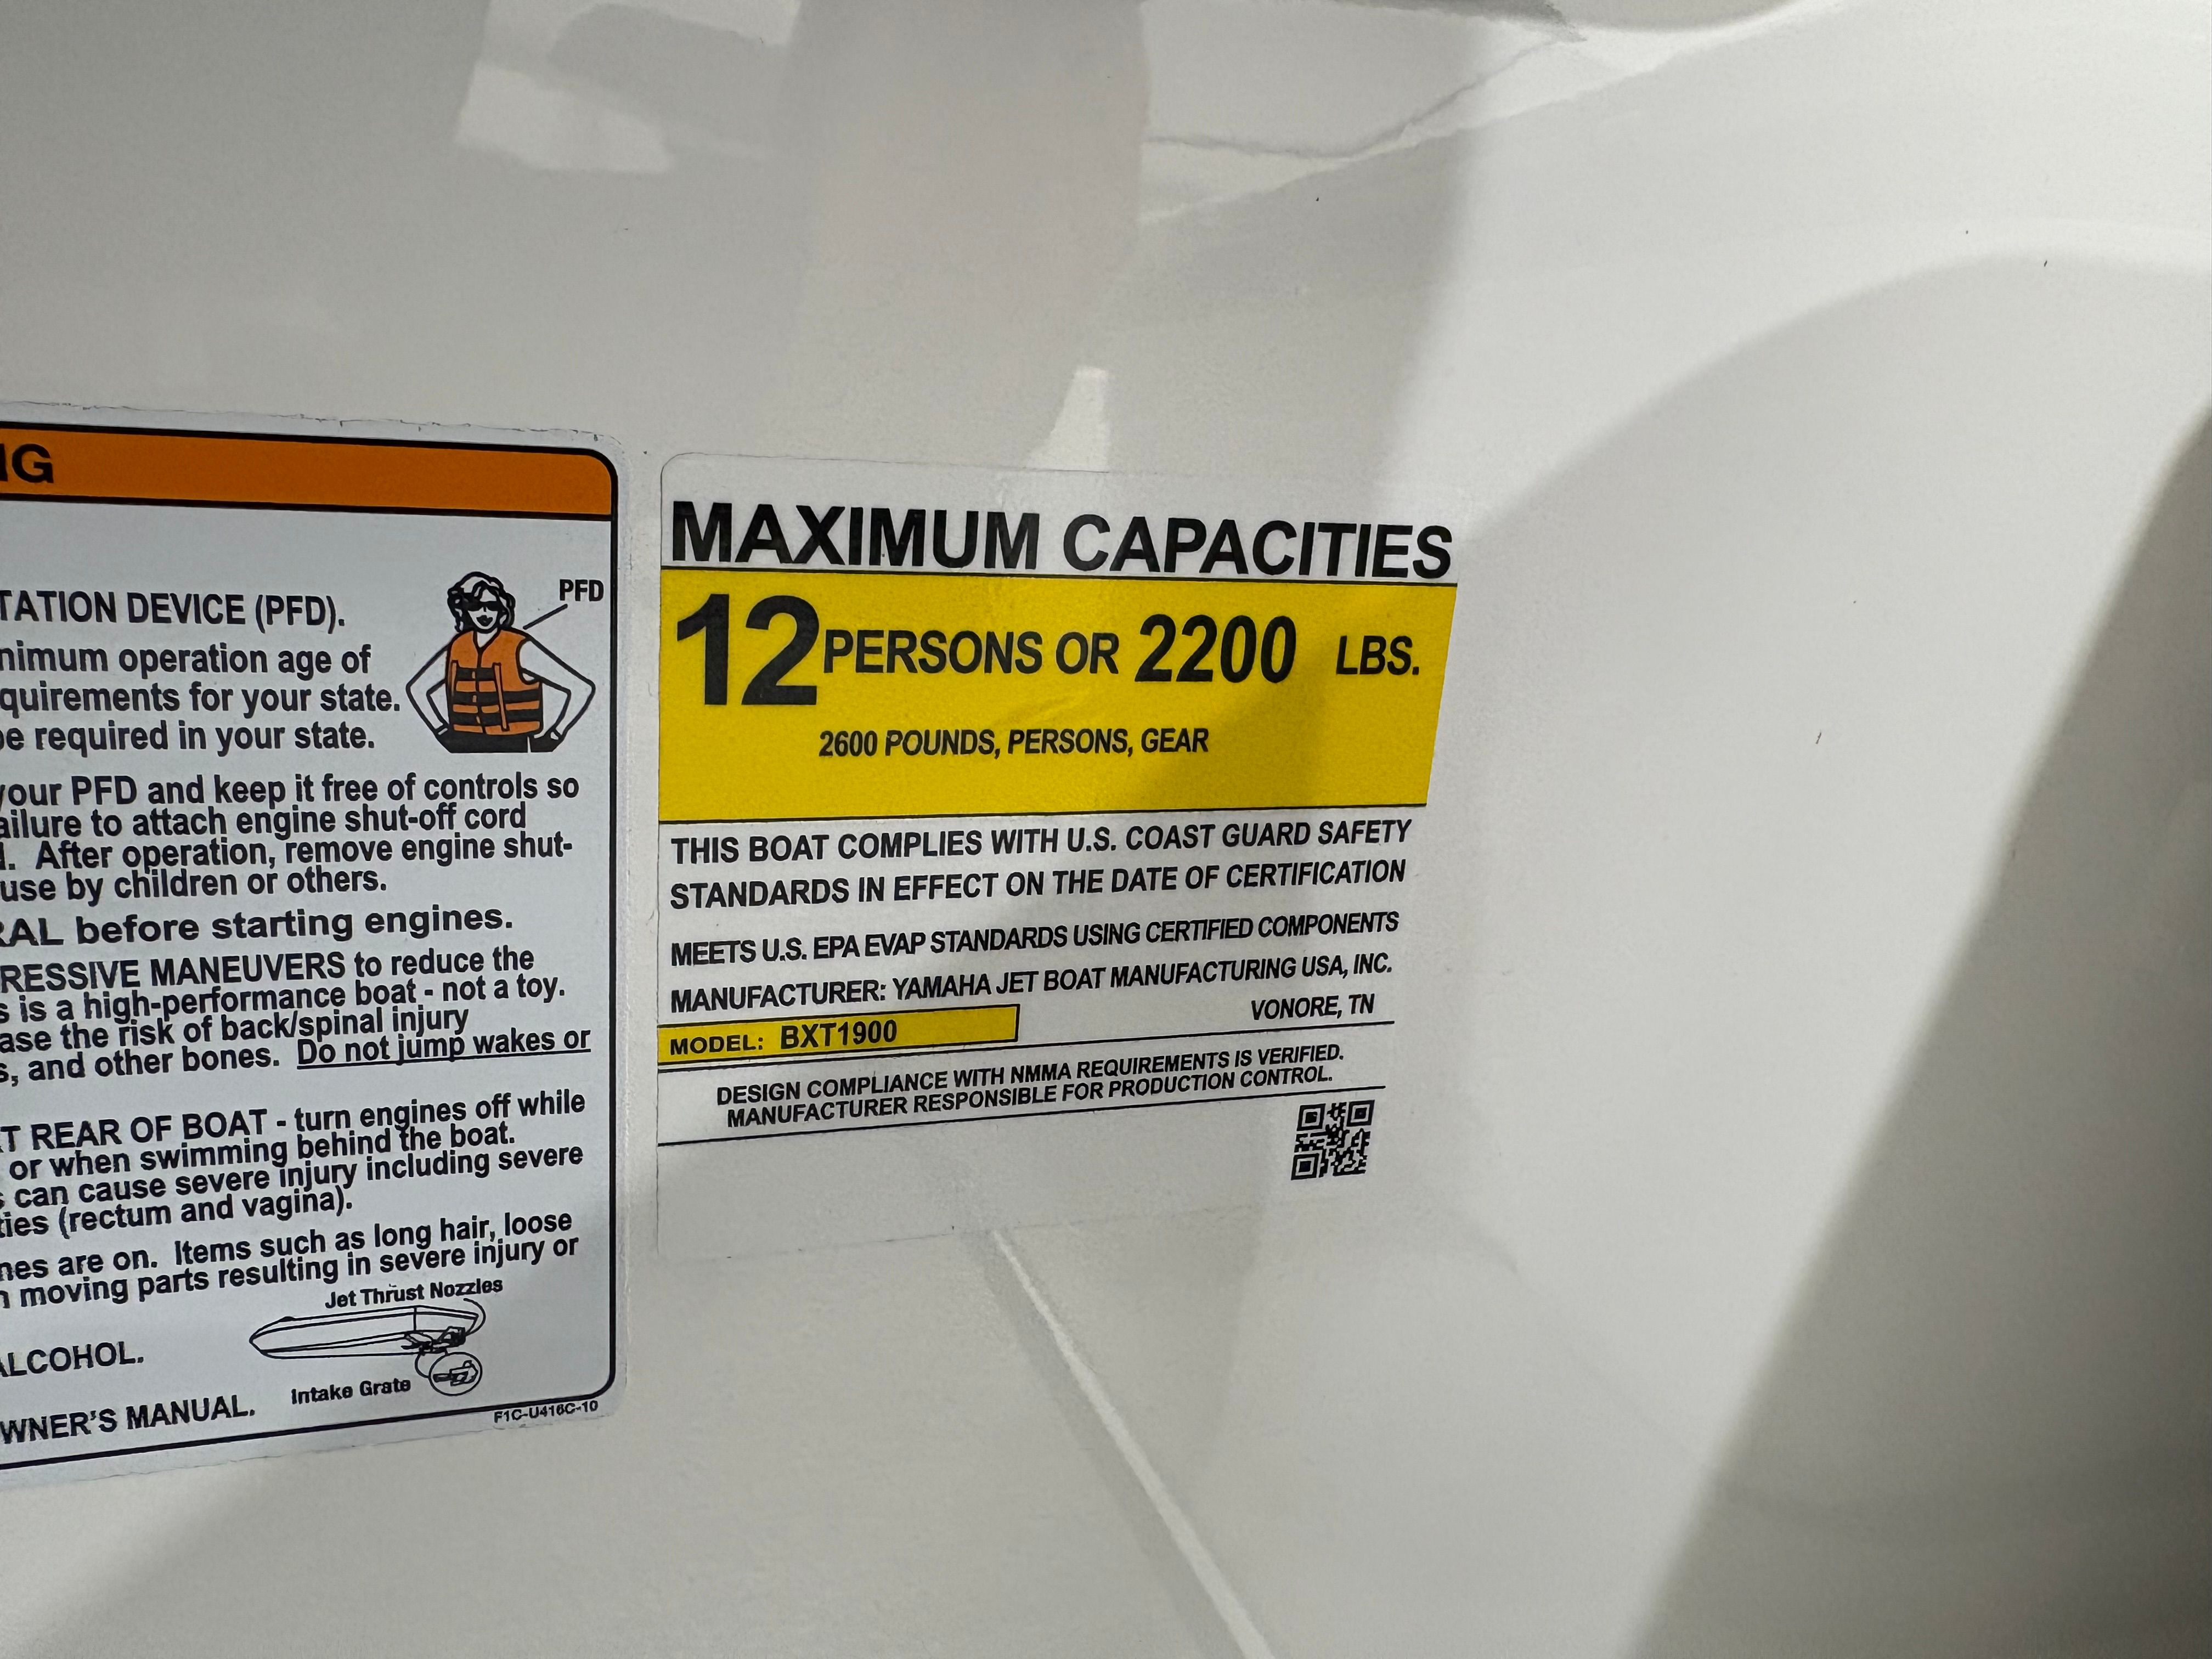 NG
TATION DEVICE (PFD).
PFD
nimum operation age of
quirements for your state.
be required in your state.
your PFD and keep it free of controls so
ailure to attach engine shut-off cord
d. After operation, remove engine shut-
use by children or others.
RAL before starting engines.
RESSIVE MANEUVERS to reduce the
s is a high-performance boat - not a toy.
ase the risk of back/spinal injury
s, and other bones. Do not jump wakes or
T REAR OF BOAT - turn engines off while
or when swimming behind the boat.
s can cause severe injury including severe
ties (rectum and vagina).
nes are on. Items such as long hair, loose
n moving parts resulting in severe injury or
Jet Thrust Nozzles
ALCOHOL.
Intake Grate
WNER'S MANUAL.
F1C-U416C-10
MAXIMUM CAPACITIES
12 PERSONS OR 2200 LBS.
2600 POUNDS, PERSONS, GEAR
THIS BOAT COMPLIES WITH U.S. COAST GUARD SAFETY
STANDARDS IN EFFECT ON THE DATE OF CERTIFICATION
MEETS U.S. EPA EVAP STANDARDS USING CERTIFIED COMPONENTS
MANUFACTURER: YAMAHA JET BOAT MANUFACTURING USA, INC.
VONORE, TN
MODEL: BXT1900
DESIGN COMPLIANCE WITH NMMA REQUIREMENTS IS VERIFIED.
MANUFACTURER RESPONSIBLE FOR PRODUCTION CONTROL.